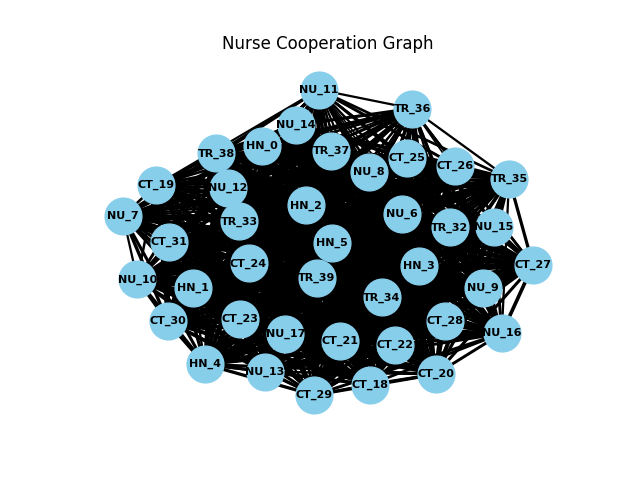 Nurse Cooperation Graph
NU_11
TR_36
NU_14
HN_0
TR_37
TR_38
CT_25
CT_26
NU_8
TR_35
CT_19
NU_12
HN_2
NU_6
NU_7
TR_33
TR_32
NU_15
CT_31
HN_5
CT_24
HN_3
CT_27
NU_10
TR_39
HN_1
NU_9
TR_34
CT_30
CT_23
CT_28
NU_17
NU_16
CT_21
CT_22
HN_4
NU_13
CT_20
CT_18
CT_29